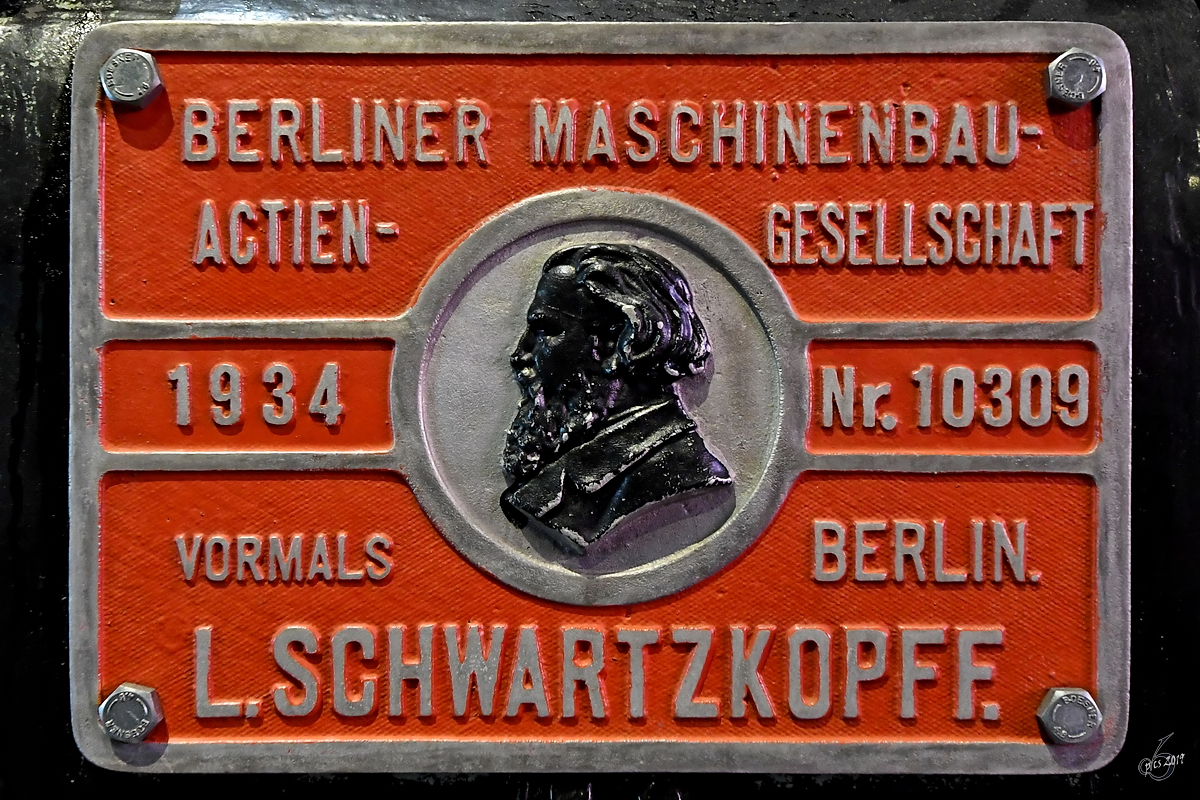 BERLINER MASCHINENBAU-
ACTIEN- GESELLSCHAFT
1934 Nr. 10309
VORMALS BERLIN.
L. SCHWARTZKOPFF.